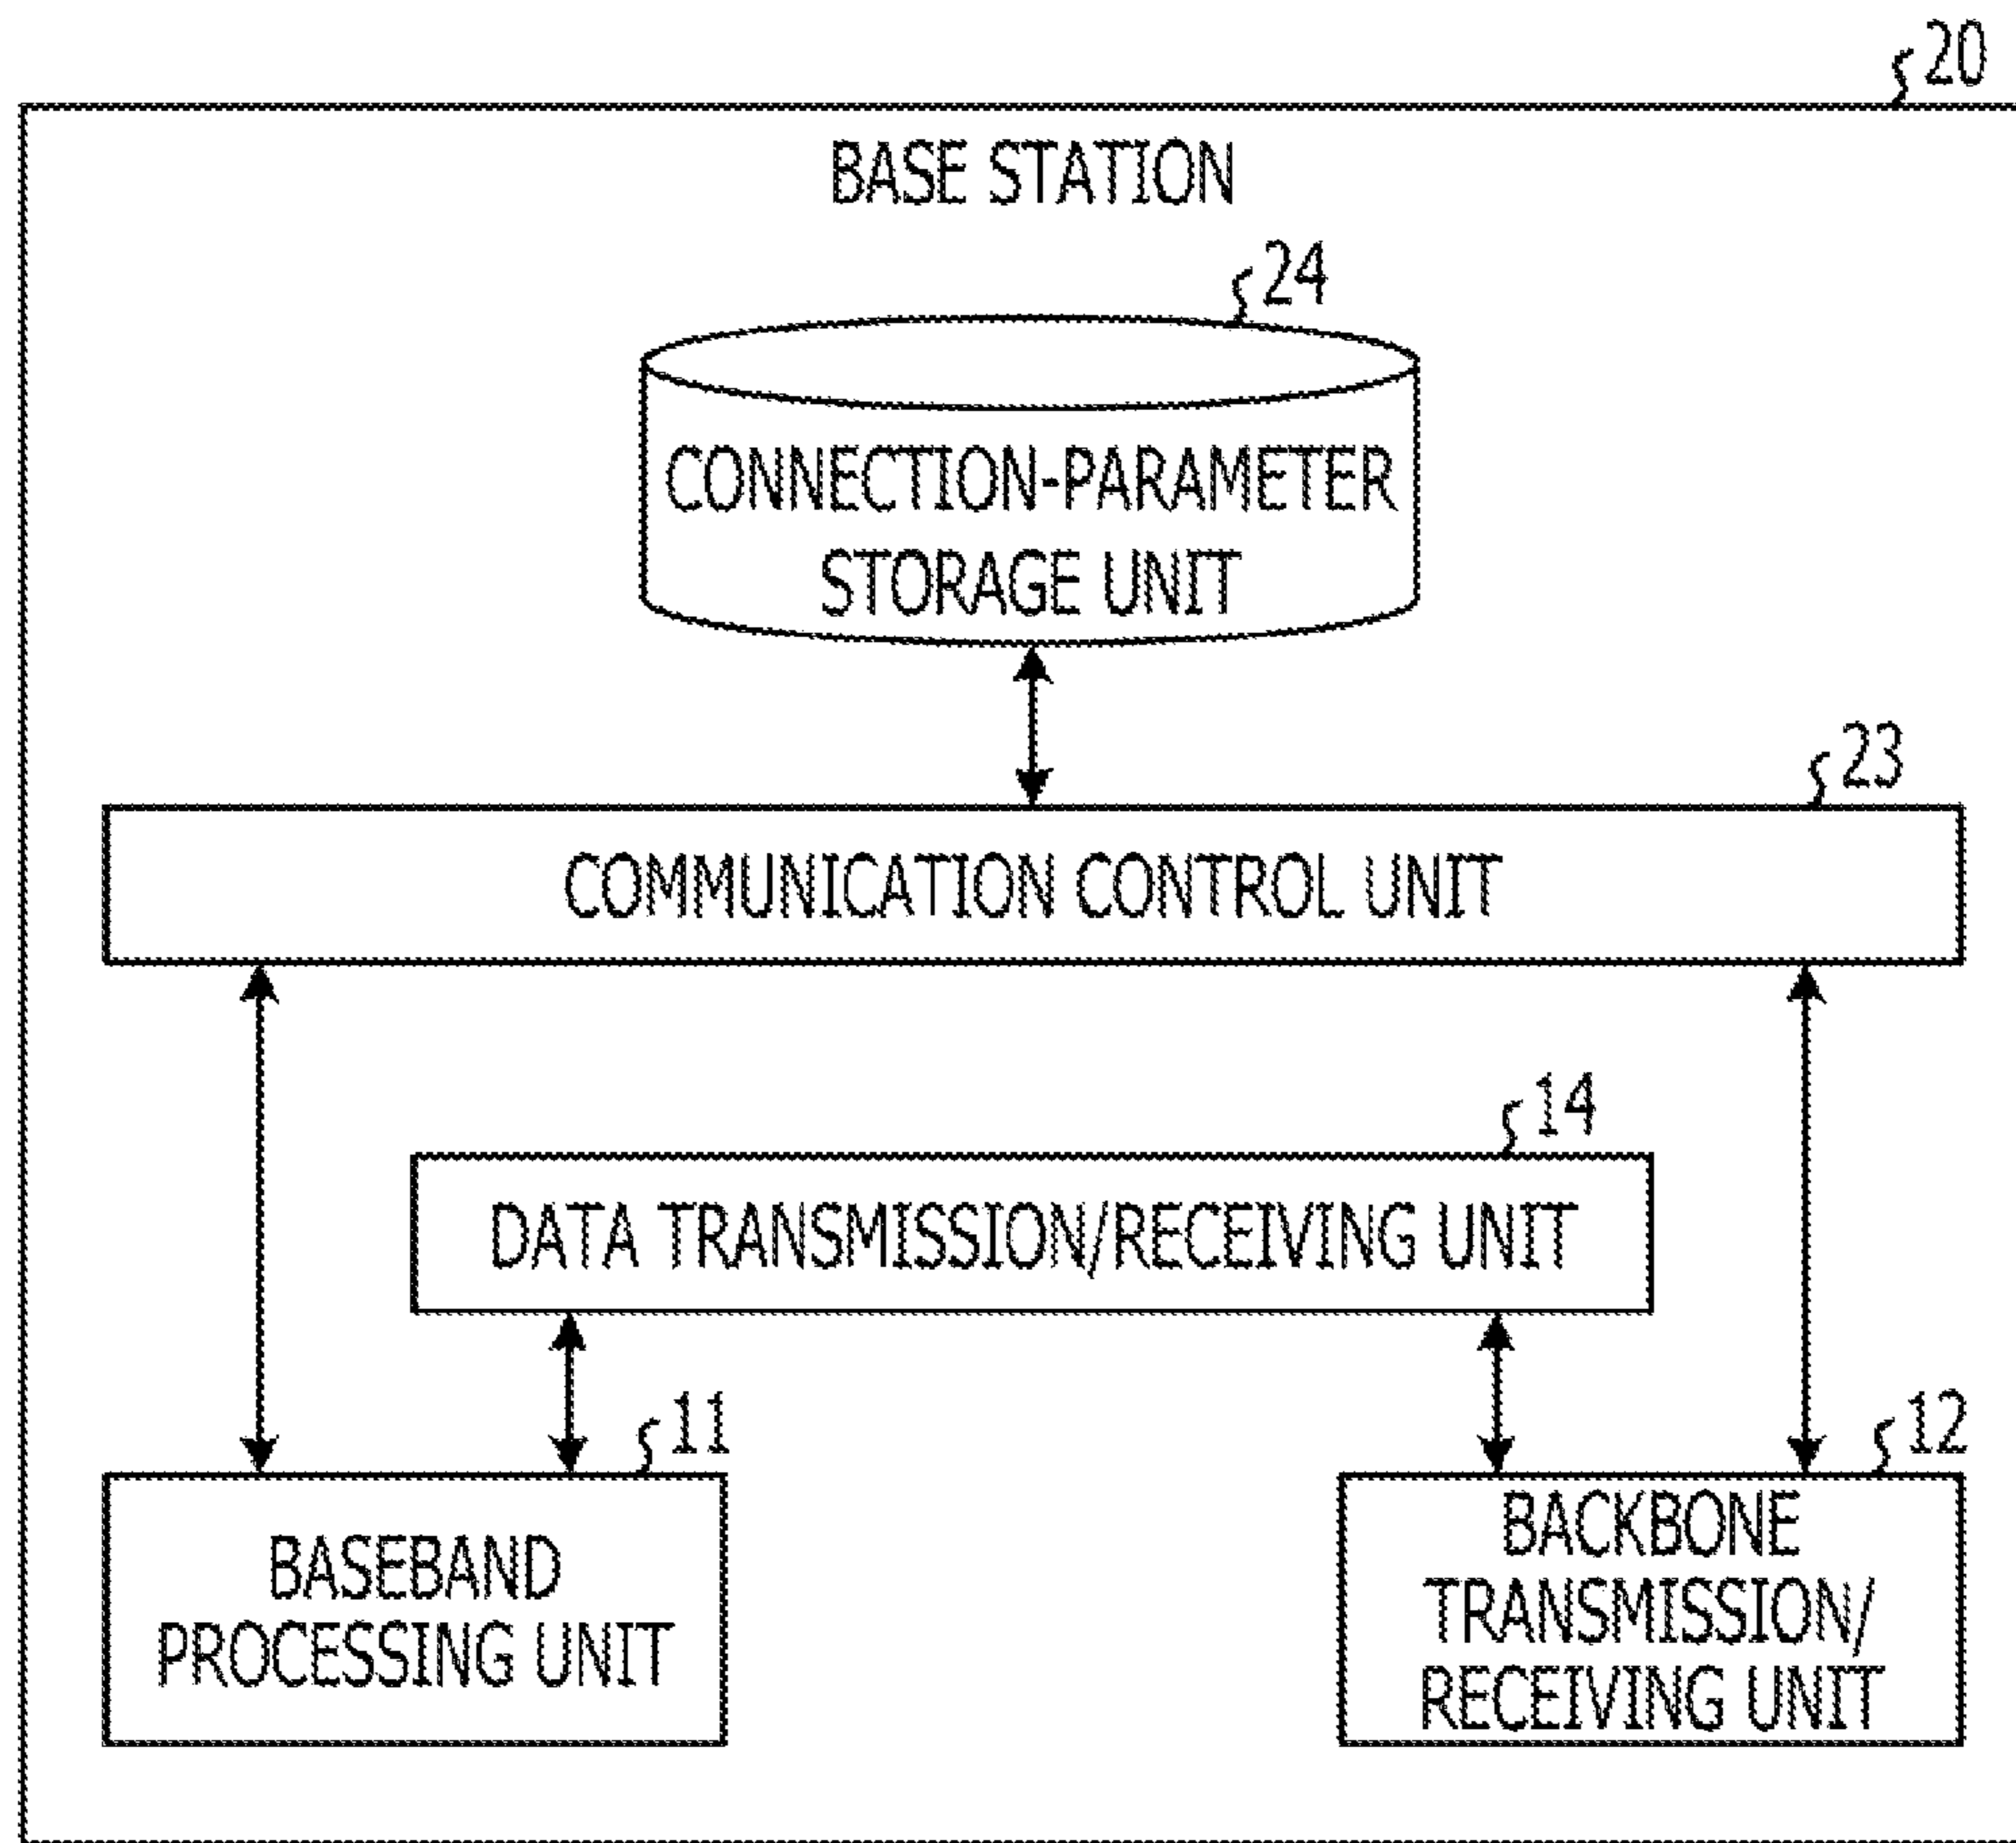 20
BASE STATION
24
CONNECTION-PARAMETER
STORAGE UNIT
23
COMMUNICATION CONTROL UNIT
14
DATA TRANSMISSION/RECEIVING UNIT
11
BASEBAND
PROCESSING UNIT
12
BACKBONE
TRANSMISSION/
RECEIVING UNIT